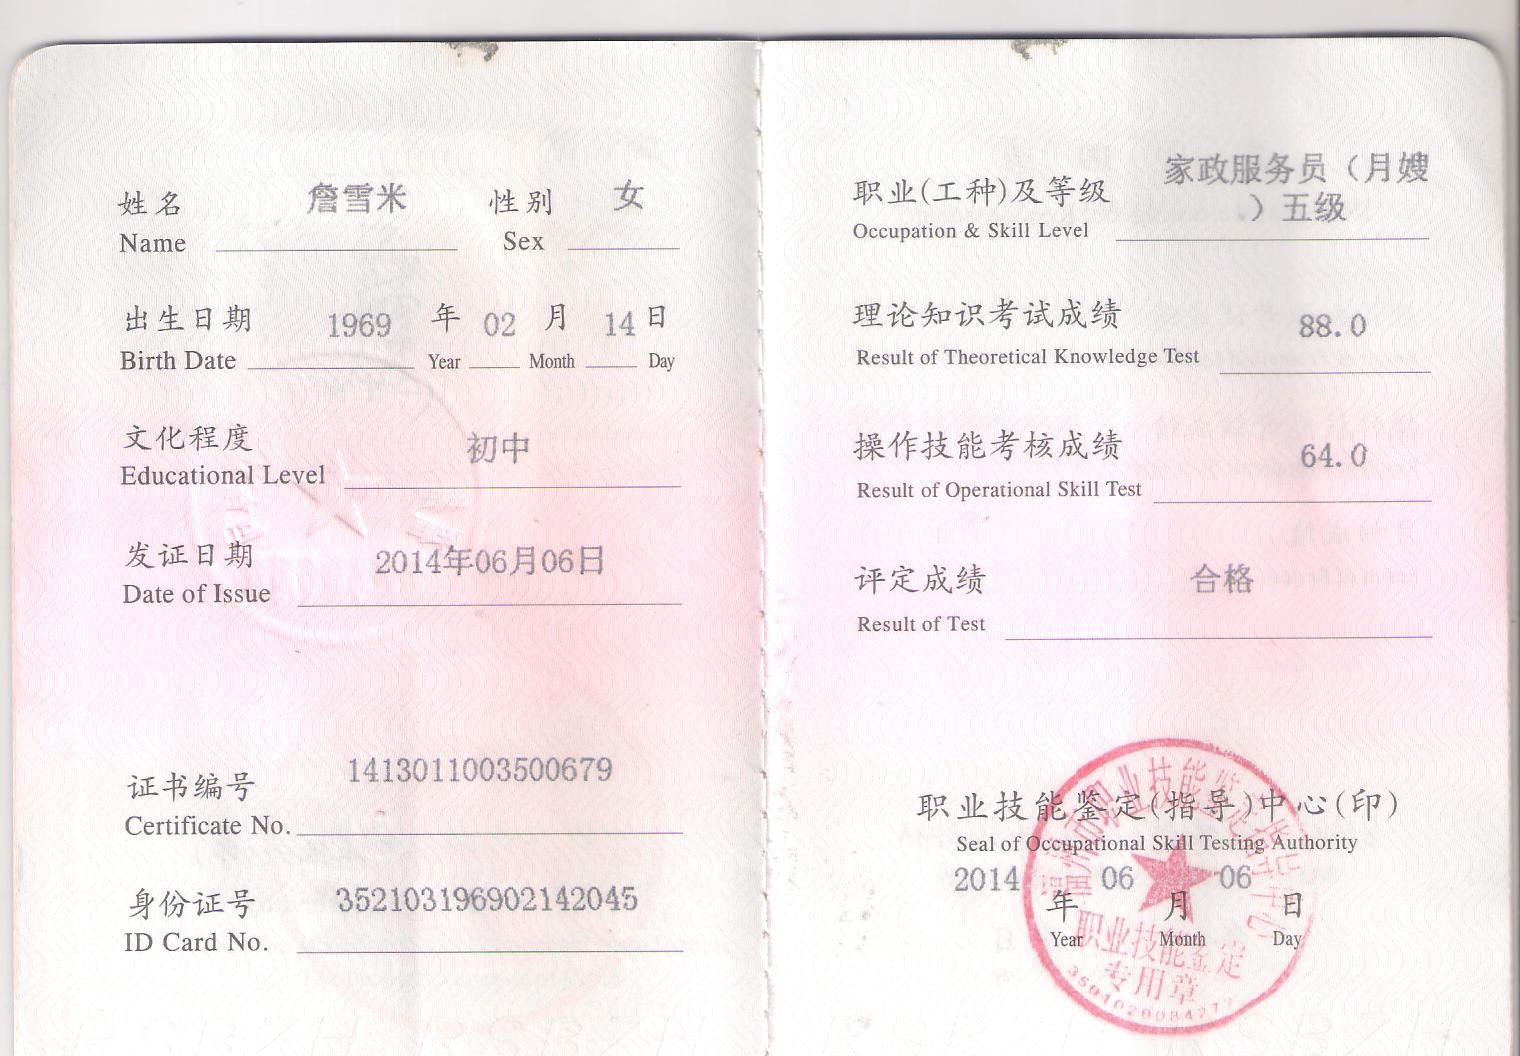 姓名 詹雪米 性别 女
Name Sex
出生日期 1969 年 02 月 14 日
Birth Date Year Month Day
文化程度 初中
Educational Level
发证日期 2014年06月06日
Date of Issue
证书编号 1413011003500679
Certificate No.
身份证号 352103196902142045
ID Card No.
职业(工种)及等级 家政服务员（月嫂
）五级
Occupation & Skill Level
理论知识考试成绩 88.0
Result of Theoretical Knowledge Test
操作技能考核成绩 64.0
Result of Operational Skill Test
评定成绩 合格
Result of Test
职业技能鉴定(指导)中心(印)
Seal of Occupational Skill Testing Authority
2014 06 06
年 月 日
Year Month Day
职业技能鉴定
专用章